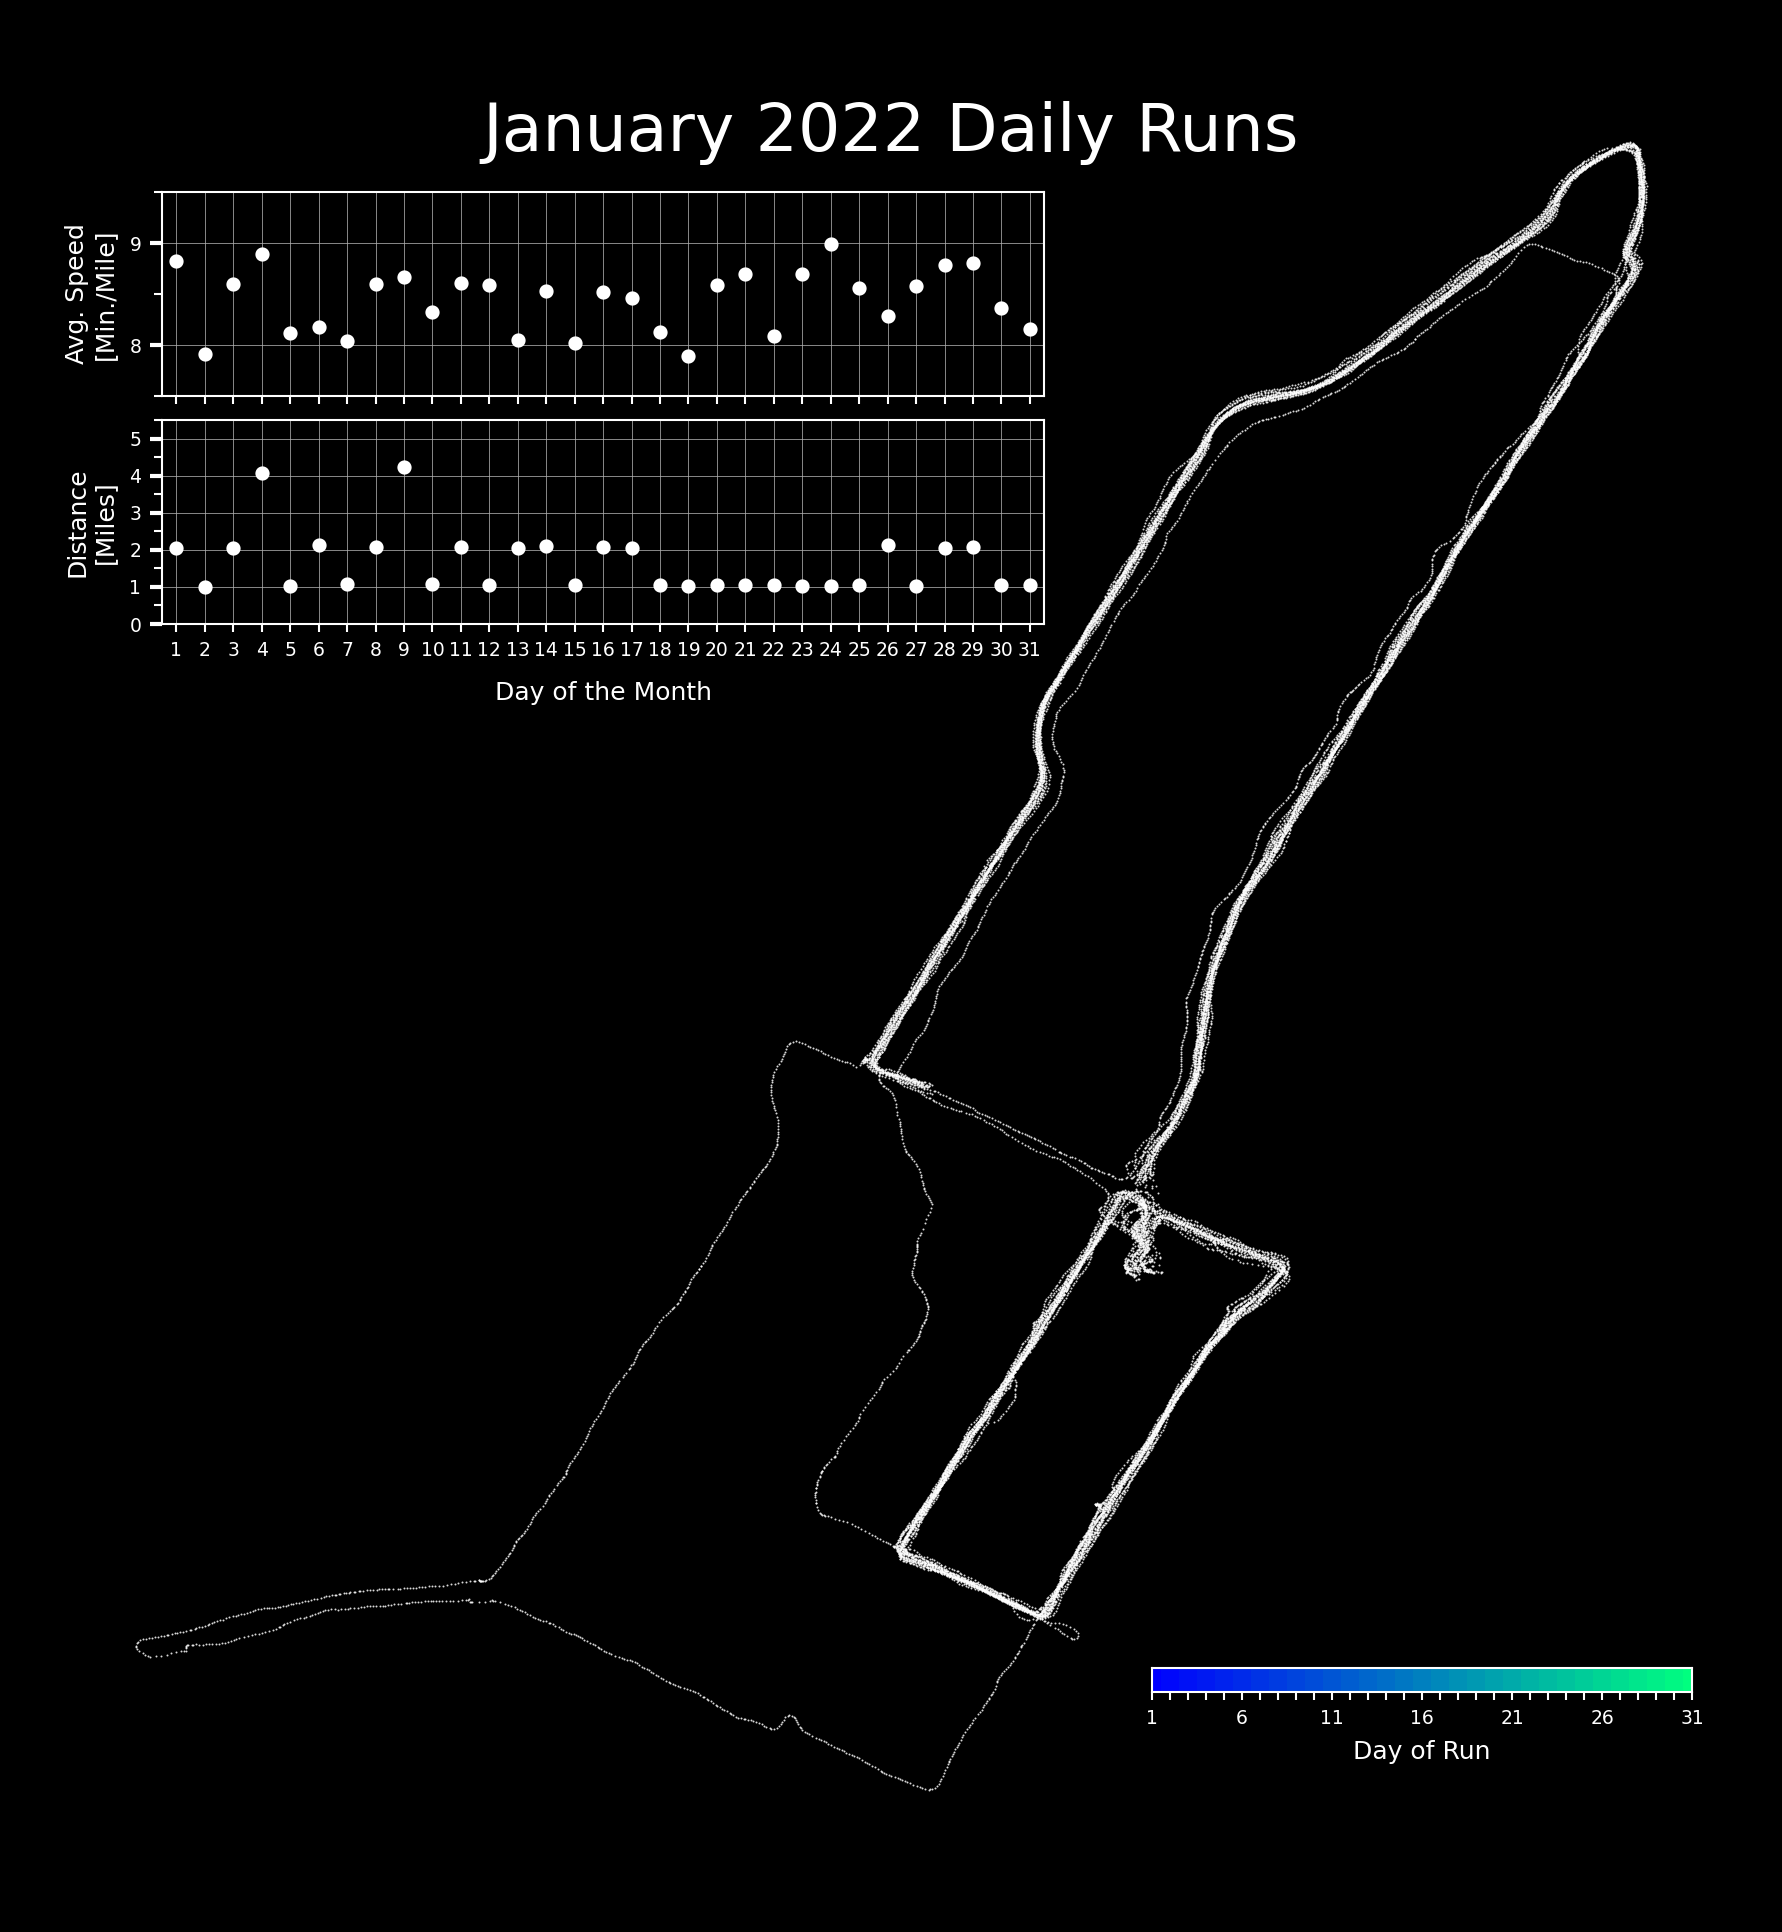 January 2022 Daily Runs
Avg. Speed
[Min./Mile]
9
8
Distance
[Miles]
5
4
3
2
1
0
1 2 3 4 5 6 7 8 9 10 11 12 13 14 15 16 17 18 19 20 21 22 23 24 25 26 27 28 29 30 31
Day of the Month
1 6 11 16 21 26 31
Day of Run